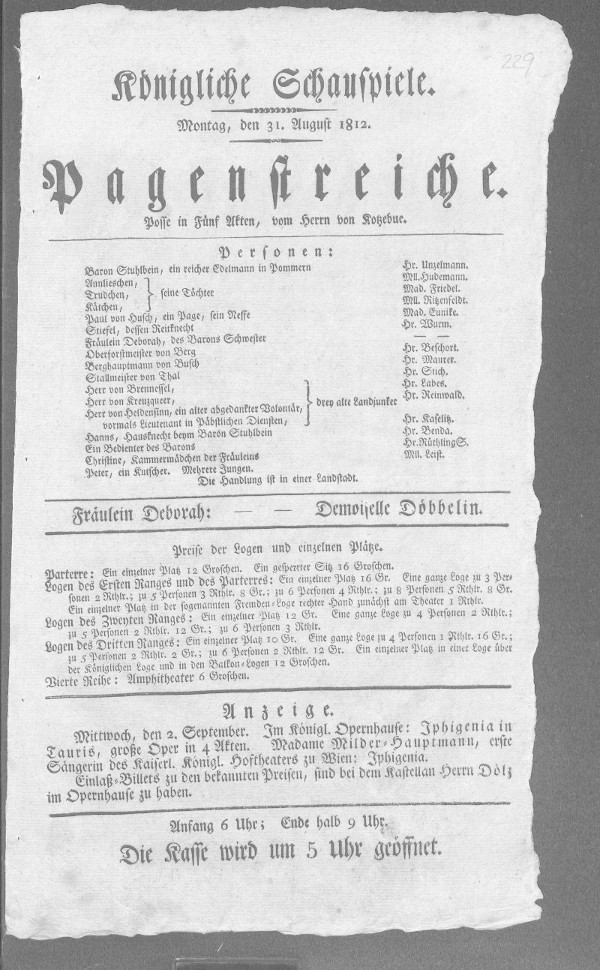 229
Königliche Schauspiele.
Montag, den 31. August 1812.
Pagenstreiche.
Posse in Fünf Akten, vom Herrn von Kotzebue.
Personen:
Baron Stuhlbein, ein reicher Edelmann in Pommern Hr. Unzelmann.
Annlieschen, Mll. Hudemann.
Trudchen, seine Töchter Mad. Friedel.
Kätchen, Mll. Ritzenfeldt.
Paul von Husch, ein Page, sein Neffe Mad. Eunike.
Stiefel, dessen Reitknecht Hr. Wurm.
Fräulein Deborah, des Barons Schwester — —
Oberforstmeister von Berg Hr. Beschort.
Berghauptmann von Busch Hr. Maurer.
Stallmeister von Thal Hr. Stich.
Herr von Brennessel, Hr. Labes.
Herr von Kreuzqueer, drey alte Landjunker Hr. Reinwald.
Herr von Heldensinn, ein alter abgedankter Volontär,
vormals Lieutenant in Päbstlichen Diensten, Hr. Kaselitz.
Hanns, Hausknecht beym Baron Stuhlbein Hr. Benda.
Ein Bedienter des Barons Hr. Rüthling S.
Christine, Kammermädchen der Fräuleins Mll. Leist.
Peter, ein Kutscher. Mehrere Jungen.
Die Handlung ist in einer Landstadt.
Fräulein Deborah: — — Demoiselle Döbbelin.
Preise der Logen und einzelnen Plätze.
Parterre: Ein einzelner Platz 12 Groschen. Ein gesperrter Sitz 16 Groschen.
Logen des Ersten Ranges und des Parterres: Ein einzelner Platz 16 Gr. Eine ganze Loge zu 3 Per-
sonen 2 Rthlr.; zu 5 Personen 3 Rthlr. 8 Gr.; zu 6 Personen 4 Rthlr.; zu 8 Personen 5 Rthlr. 8 Gr.
Ein einzelner Platz in der sogenannten Fremden-Loge rechter Hand zunächst am Theater 1 Rthlr.
Logen des Zweyten Ranges: Ein einzelner Platz 12 Gr. Eine ganze Loge zu 4 Personen 2 Rthlr.;
zu 5 Personen 2 Rthlr. 12 Gr.; zu 6 Personen 3 Rthlr.
Logen des Dritten Ranges: Ein einzelner Platz 10 Gr. Eine ganze Loge zu 4 Personen 1 Rthlr. 16 Gr.;
zu 5 Personen 2 Rthlr. 2 Gr.; zu 6 Personen 2 Rthlr. 12 Gr. Ein einzelner Platz in einer Loge über
der Königlichen Loge und in den Balkon-Logen 12 Groschen.
Vierte Reihe: Amphitheater 6 Groschen.
Anzeige.
Mittwoch, den 2. September. Im Königl. Opernhause: Iphigenia in
Tauris, große Oper in 4 Akten. Madame Milder-Hauptmann, erste
Sängerin des Kaiserl. Königl. Hoftheaters zu Wien: Iphigenia.
Einlaß-Billets zu den bekannten Preisen, sind bei dem Kastellan Herrn Dölz
im Opernhause zu haben.
Anfang 6 Uhr; Ende halb 9 Uhr.
Die Kasse wird um 5 Uhr geöffnet.